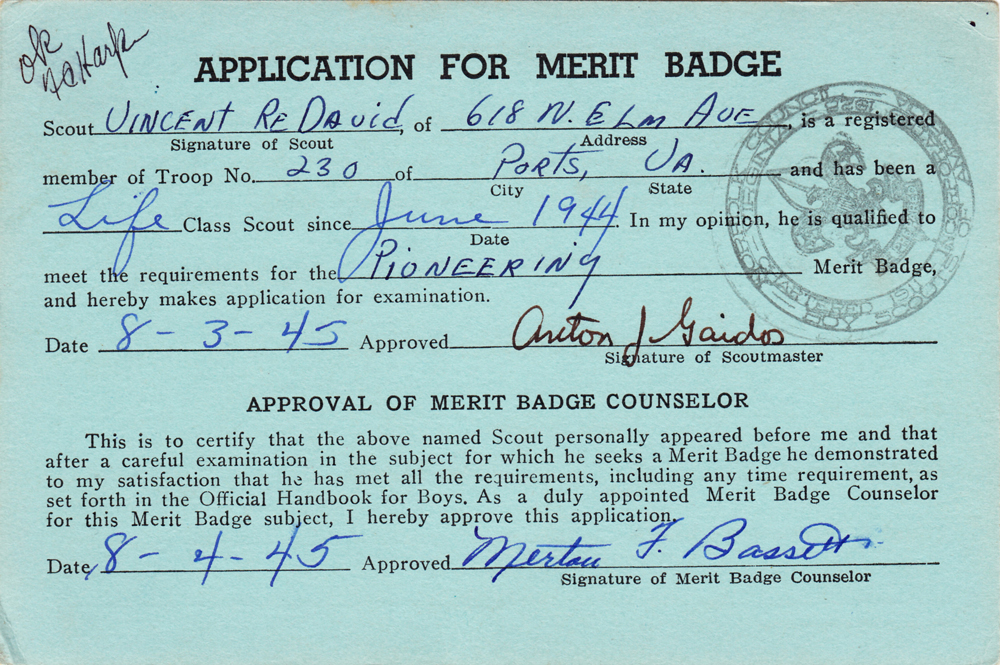 ok
APPLICATION FOR MERIT BADGE
Scout Vincent ReDavid, of 618 N. Elm Ave, is a registered
Signature of Scout Address
member of Troop No. 230 of Ports, Va. and has been a
City State
Life Class Scout since June 1944. In my opinion, he is qualified to
Date
meet the requirements for the Pioneering Merit Badge,
and hereby makes application for examination.
Date 8-3-45 Approved Anton J Gaidos
Signature of Scoutmaster
APPROVAL OF MERIT BADGE COUNSELOR
This is to certify that the above named Scout personally appeared before me and that
after a careful examination in the subject for which he seeks a Merit Badge he demonstrated
to my satisfaction that he has met all the requirements, including any time requirement, as
set forth in the Official Handbook for Boys. As a duly appointed Merit Badge Counselor
for this Merit Badge subject, I hereby approve this application.
Date 8-4-45 Approved Merton F. Bassett
Signature of Merit Badge Counselor